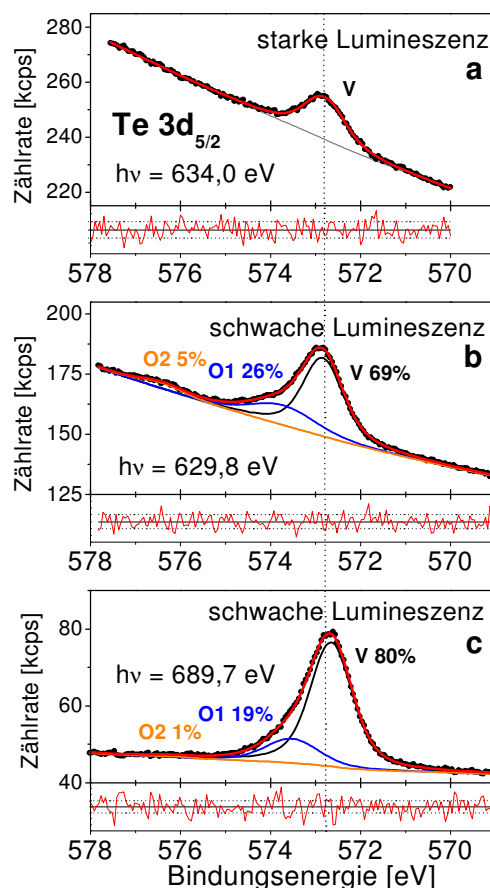 280
260
240
220
Zählrate [kcps]
starke Lumineszenz
a
V
Te 3d5/2
hν = 634,0 eV
578 576 574 572 570
200
175
150
125
Zählrate [kcps]
schwache Lumineszenz
b
O2 5%
O1 26%
V 69%
hν = 629,8 eV
578 576 574 572 570
80
60
40
Zählrate [kcps]
schwache Lumineszenz
c
V 80%
hν = 689,7 eV
O1 19%
O2 1%
578 576 574 572 570
Bindungsenergie [eV]